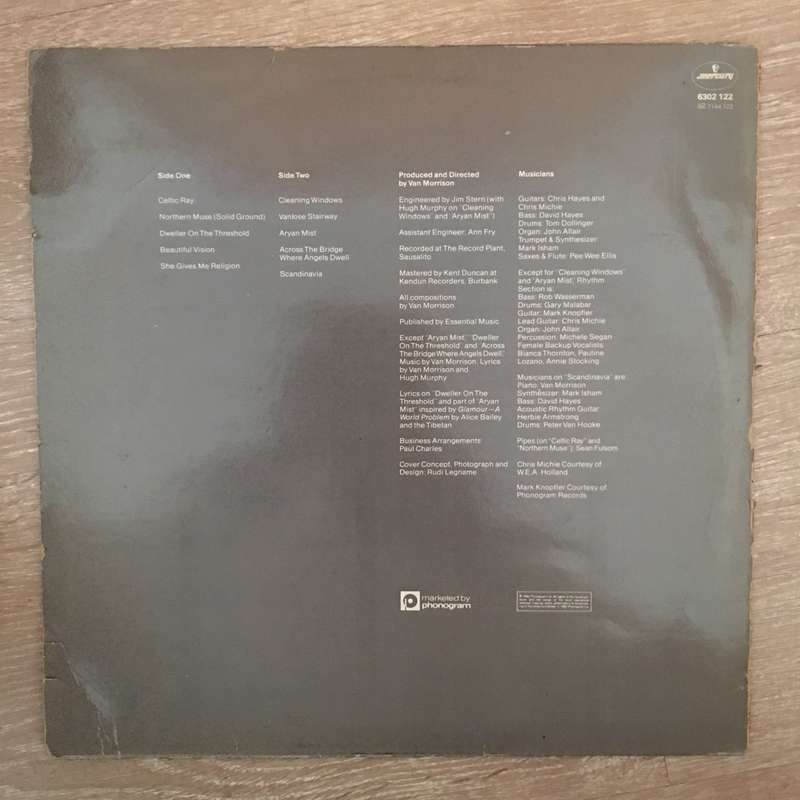 mercury
6302 122
Side One
Celtic Ray
Northern Muse (Solid Ground)
Dweller On The Threshold
Beautiful Vision
She Gives Me Religion
Side Two
Cleaning Windows
Vanlose Stairway
Aryan Mist
Across The Bridge
Where Angels Dwell
Scandinavia
Produced and Directed
by Van Morrison
Engineered by Jim Stern (with
Hugh Murphy on "Cleaning
Windows" and "Aryan Mist")
Assistant Engineer: Ann Fry
Recorded at The Record Plant,
Sausalito
Mastered by Kent Duncan at
Kendun Recorders, Burbank
All compositions
by Van Morrison
Published by Essential Music
Except "Aryan Mist," "Dweller
On The Threshold" and "Across
The Bridge Where Angels Dwell,"
Music by Van Morrison: Lyrics
by Van Morrison and
Hugh Murphy
Lyrics on "Dweller On The
Threshold" and part of "Aryan
Mist" inspired by Glamour—A
World Problem by Alice Bailey
and the Tibetan
Business Arrangements:
Paul Charles
Cover Concept, Photograph and
Design: Rudi Legname
Musicians
Guitars: Chris Hayes and
Chris Michie
Bass: David Hayes
Drums: Tom Dollinger
Organ: John Allair
Trumpet & Synthesizer:
Mark Isham
Saxes & Flute: Pee Wee Ellis
Except for "Cleaning Windows"
and "Aryan Mist," Rhythm
Section is:
Bass: Rob Wasserman
Drums: Gary Malabar
Guitar: Mark Knopfler
Lead Guitar: Chris Michie
Organ: John Allair
Percussion: Michele Segan
Female Backup Vocalists:
Bianca Thornton, Pauline
Lozano, Annie Stocking
Musicians on "Scandinavia" are:
Piano: Van Morrison
Synthesizer: Mark Isham
Bass: David Hayes
Acoustic Rhythm Guitar:
Herbie Armstrong
Drums: Peter Van Hooke
Pipes (on "Celtic Ray" and
"Northern Muse"): Sean Fulsom
Chris Michie Courtesy of
W.E.A. Holland
Mark Knopfler Courtesy of
Phonogram Records
marketed by
phonogram